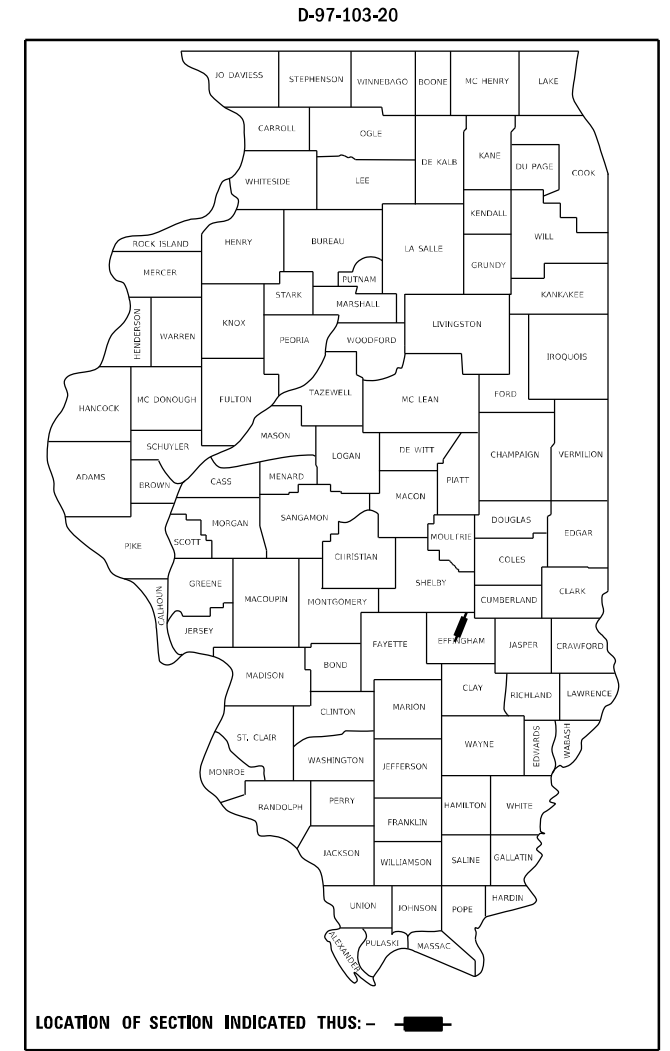 D-97-103-20
JO DAVIESS STEPHENSON WINNEBAGO BOONE MC HENRY LAKE
CARROLL OGLE DE KALB KANE DU PAGE COOK
WHITESIDE LEE
KENDALL
ROCK ISLAND HENRY BUREAU LA SALLE GRUNDY WILL
MERCER PUTNAM
STARK MARSHALL KANKAKEE
HENDERSON WARREN KNOX PEORIA WOODFORD LIVINGSTON
IROQUOIS
HANCOCK MC DONOUGH FULTON TAZEWELL MC LEAN FORD
MASON
SCHUYLER LOGAN DE WITT CHAMPAIGN VERMILION
ADAMS BROWN CASS MENARD PIATT
MACON
MORGAN SANGAMON DOUGLAS
PIKE SCOTT MOULTRIE EDGAR
CHRISTIAN COLES
GREENE SHELBY
CALHOUN MACOUPIN MONTGOMERY CUMBERLAND CLARK
JERSEY FAYETTE EFFINGHAM JASPER CRAWFORD
MADISON BOND
CLAY RICHLAND LAWRENCE
CLINTON MARION
ST. CLAIR WAYNE EDWARDS WABASH
MONROE WASHINGTON JEFFERSON
RANDOLPH PERRY HAMILTON WHITE
FRANKLIN
JACKSON WILLIAMSON SALINE GALLATIN
UNION JOHNSON POPE HARDIN
ALEXANDER PULASKI MASSAC
LOCATION OF SECTION INDICATED THUS: –